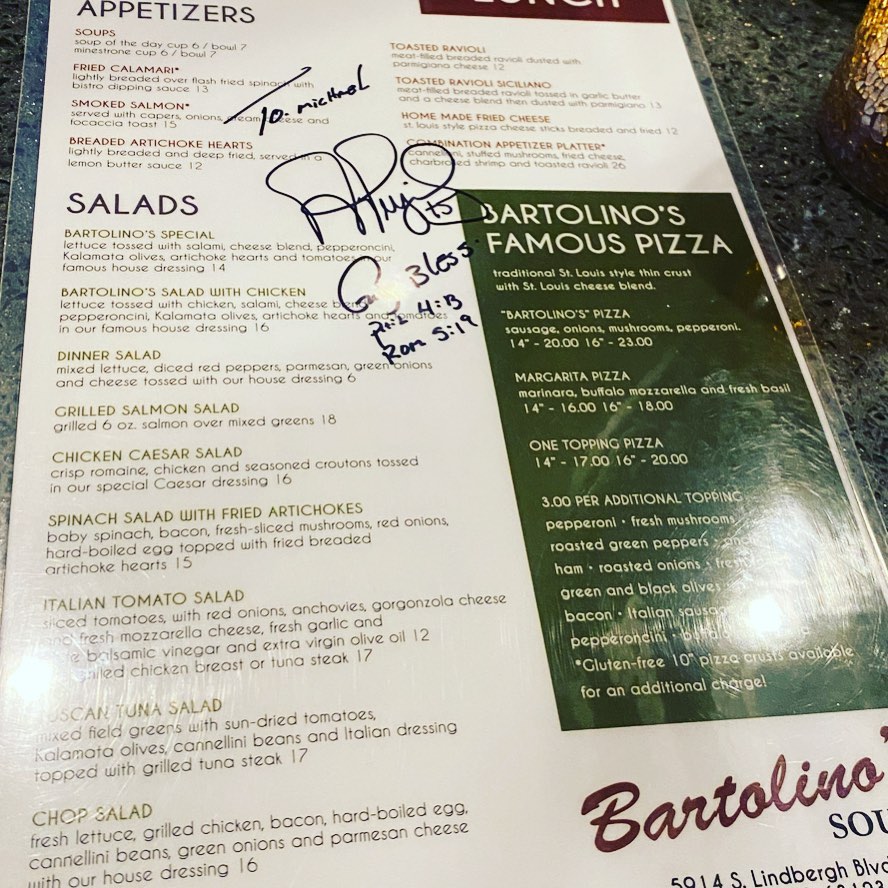 APPETIZERS
SOUPS
soup of the day cup 6 / bowl 7
minestrone cup 6 / bowl 7
FRIED CALAMARI*
lightly breaded over flash fried spinach with
bistro dipping sauce 13
SMOKED SALMON*
served with capers, onions, cream cheese and
focaccia toast 15
BREADED ARTICHOKE HEARTS
lightly breaded and deep fried, served in a
lemon butter sauce 12
LUNCH
TOASTED RAVIOLI
meat-filled breaded ravioli dusted with
parmigiana cheese 12
TOASTED RAVIOLI SICILIANO
meat-filled breaded ravioli tossed in garlic butter
and a cheese blend then dusted with parmigiano 13
HOME MADE FRIED CHEESE
st. louis style pizza cheese sticks breaded and fried 12
COMBINATION APPETIZER PLATTER*
cannelloni, stuffed mushrooms, fried cheese,
charbroiled shrimp and toasted ravioli 26
To. michael
t5
God Bless.
Phil 4:13
Rom 5:19
SALADS
BARTOLINO'S SPECIAL
lettuce tossed with salami, cheese blend, pepperoncini,
Kalamata olives, artichoke hearts and tomatoes in our
famous house dressing 14
BARTOLINO'S SALAD WITH CHICKEN
lettuce tossed with chicken, salami, cheese blend,
pepperoncini, Kalamata olives, artichoke hearts and tomatoes
in our famous house dressing 16
DINNER SALAD
mixed lettuce, diced red peppers, parmesan, green onions
and cheese tossed with our house dressing 6
GRILLED SALMON SALAD
grilled 6 oz. salmon over mixed greens 18
CHICKEN CAESAR SALAD
crisp romaine, chicken and seasoned croutons tossed
in our special Caesar dressing 16
SPINACH SALAD WITH FRIED ARTICHOKES
baby spinach, bacon, fresh-sliced mushrooms, red onions,
hard-boiled egg topped with fried breaded
artichoke hearts 15
ITALIAN TOMATO SALAD
sliced tomatoes, with red onions, anchovies, gorgonzola cheese
and fresh mozzarella cheese, fresh garlic and
balsamic vinegar and extra virgin olive oil 12
grilled chicken breast or tuna steak 17
TUSCAN TUNA SALAD
mixed field greens with sun-dried tomatoes,
Kalamata olives, cannellini beans and Italian dressing
topped with grilled tuna steak 17
CHOP SALAD
fresh lettuce, grilled chicken, bacon, hard-boiled egg,
cannellini beans, green onions and parmesan cheese
with our house dressing 16
BARTOLINO'S
FAMOUS PIZZA
traditional St. Louis style thin crust
with St. Louis cheese blend.
"BARTOLINO'S" PIZZA
sausage, onions, mushrooms, pepperoni.
14" - 20.00 16" - 23.00
MARGARITA PIZZA
marinara, buffalo mozzarella and fresh basil
14" - 16.00 16" - 18.00
ONE TOPPING PIZZA
14" - 17.00 16" - 20.00
3.00 PER ADDITIONAL TOPPING
pepperoni • fresh mushrooms
roasted green peppers •
ham • roasted onions • fresh
green and black olives
bacon • Italian sausage
pepperoncini •
*Gluten-free 10" pizza crusts available
for an additional charge!
Bartolino's
SOU
5914 S. Lindbergh Blvd